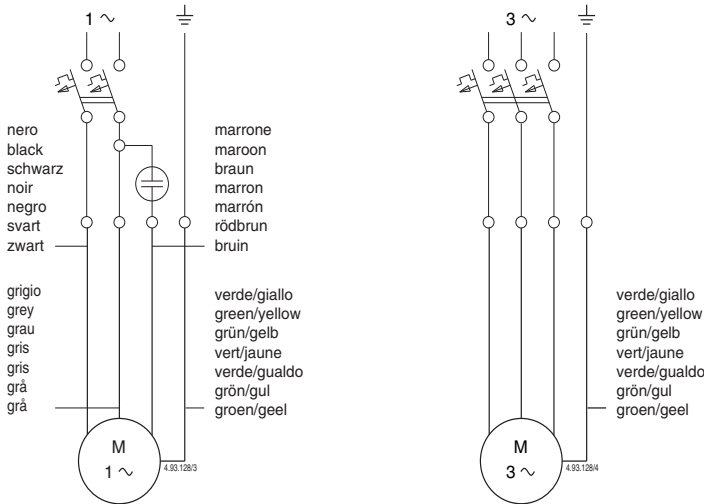 1 ~
nero
black
schwarz
noir
negro
svart
zwart
marrone
maroon
braun
marron
marrón
rödbrun
bruin
grigio
grey
grau
gris
gris
grå
grå
verde/giallo
green/yellow
grün/gelb
vert/jaune
verde/gualdo
grön/gul
groen/geel
M
1 ~
4.93.128/3
3 ~
verde/giallo
green/yellow
grün/gelb
vert/jaune
verde/gualdo
grön/gul
groen/geel
M
3 ~
4.93.128/4